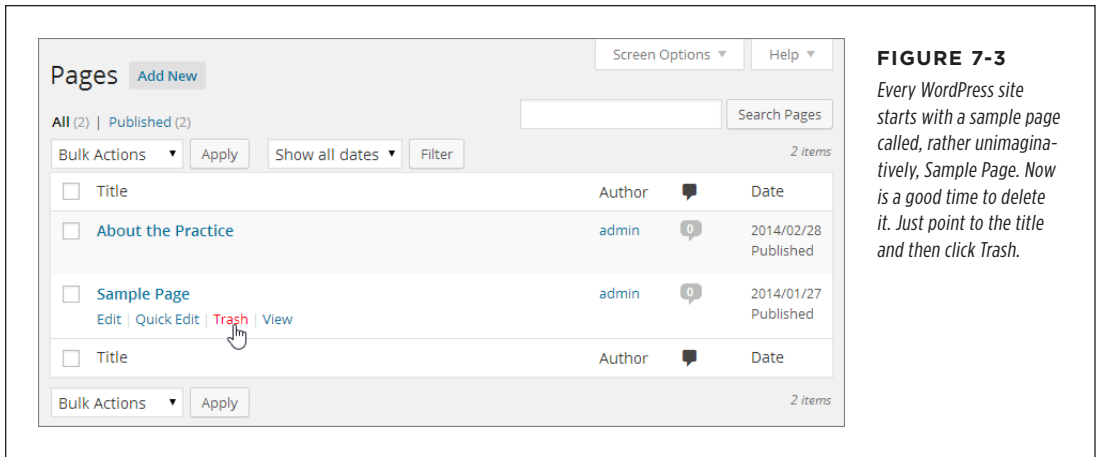 Screen Options ▼ Help ▼
Pages Add New
All (2) | Published (2)
Search Pages
Bulk Actions ▼ Apply Show all dates ▼ Filter 2 items
Title Author Date
About the Practice admin 0 2014/02/28
Published
Sample Page admin 0 2014/01/27
Edit | Quick Edit | Trash | View Published
Title Author Date
Bulk Actions ▼ Apply 2 items
FIGURE 7-3
Every WordPress site
starts with a sample page
called, rather unimagina-
tively, Sample Page. Now
is a good time to delete
it. Just point to the title
and then click Trash.